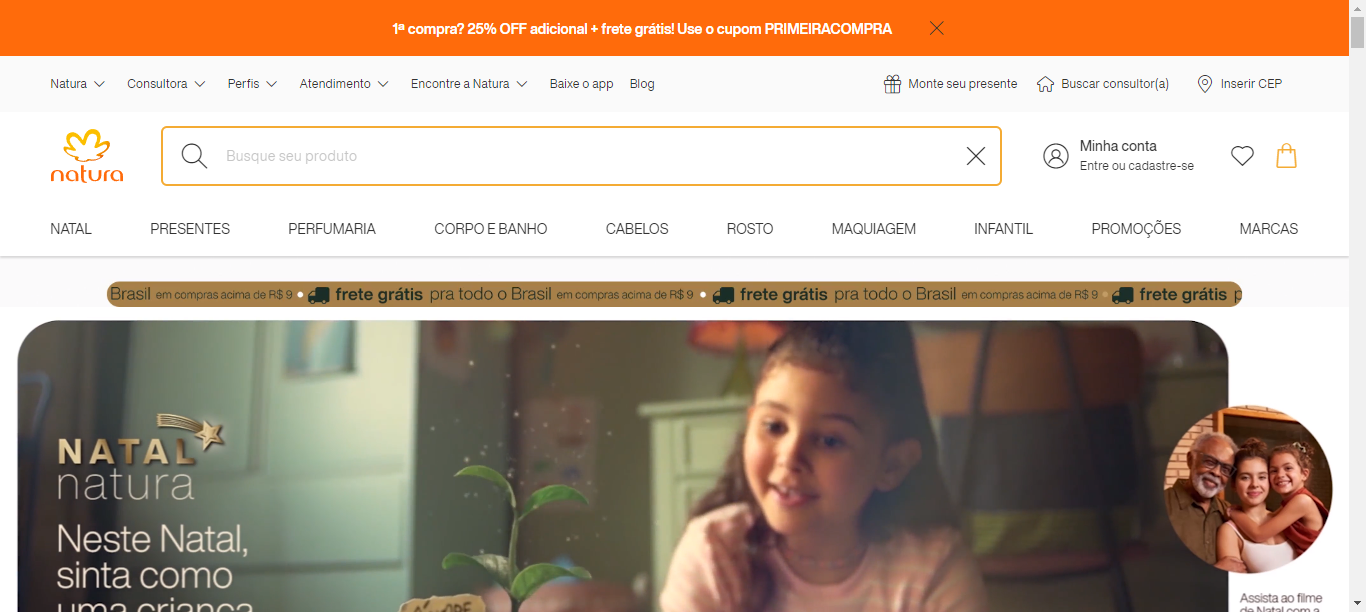 1ª compra? 25% OFF adicional + frete grátis! Use o cupom PRIMEIRACOMPRA
Natura Consultora Perfis Atendimento Encontre a Natura Baixe o app Blog Monte seu presente Buscar consultor(a) Inserir CEP
natura
Busque seu produto
Minha conta
Entre ou cadastre-se
NATAL PRESENTES PERFUMARIA CORPO E BANHO CABELOS ROSTO MAQUIAGEM INFANTIL PROMOÇÕES MARCAS
Brasil em compras acima de R$ 9 • frete grátis pra todo o Brasil em compras acima de R$ 9 • frete grátis pra todo o Brasil em compras acima de R$ 9 • frete grátis
NATAL
natura
Neste Natal,
sinta como
uma criança
Assista ao filme
de Natal com a